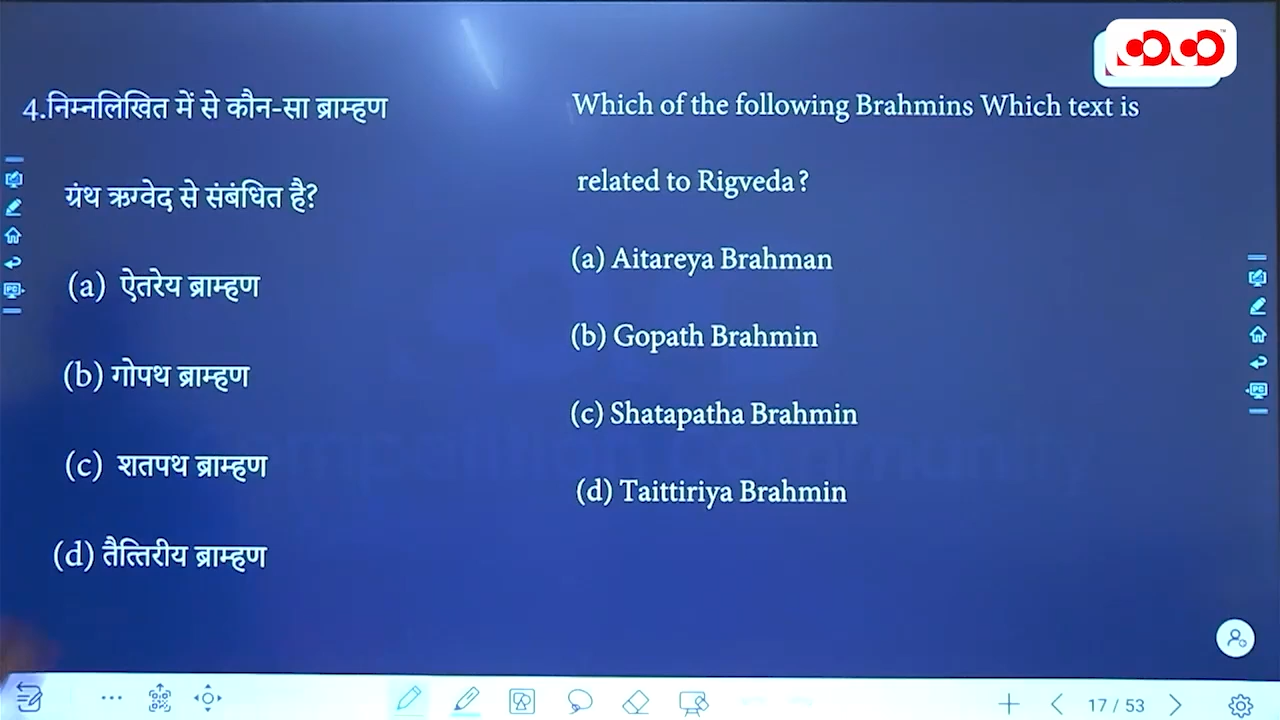 4.निम्नलिखित में से कौन-सा ब्राम्हण
ग्रंथ ऋग्वेद से संबंधित है?
(a) ऐतरेय ब्राम्हण
(b) गोपथ ब्राम्हण
(c) शतपथ ब्राम्हण
(d) तैत्तिरीय ब्राम्हण
Which of the following Brahmins Which text is
related to Rigveda?
(a) Aitareya Brahman
(b) Gopath Brahmin
(c) Shatapatha Brahmin
(d) Taittiriya Brahmin
17 / 53